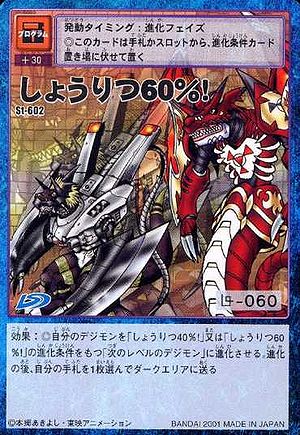 プログラム
+30
発動タイミング：進化フェイズ
◎このカードは手札かスロットから、進化条件カード
置き場に伏せて置く
しょうりつ60%!
St-602
-060
効果：◎自分のデジモンを「しょうりつ40%！」又は「しょうりつ60
%！」の進化条件をもつ「次のレベルのデジモン」に進化させる。進化
の後、自分の手札を1枚選んでダークエリアに送る
©本郷あきよし・東映アニメーション
BANDAI 2001 MADE IN JAPAN